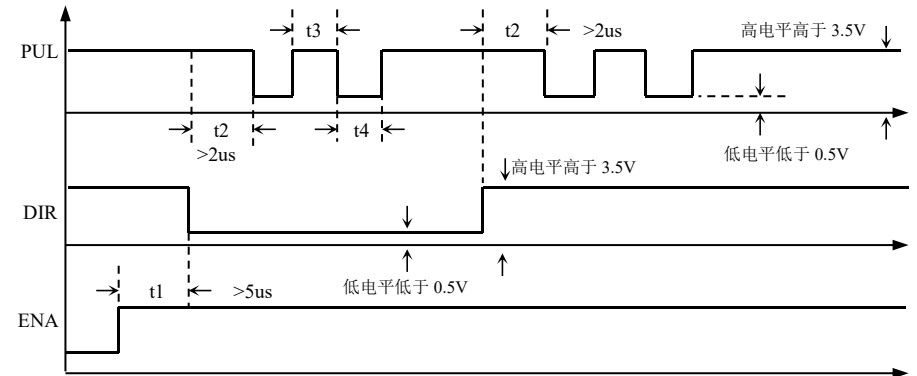 PUL
t3
t2
>2us
高电平高于 3.5V
t2
>2us
t4
低电平低于 0.5V
高电平高于 3.5V
DIR
低电平低于 0.5V
t1
>5us
ENA